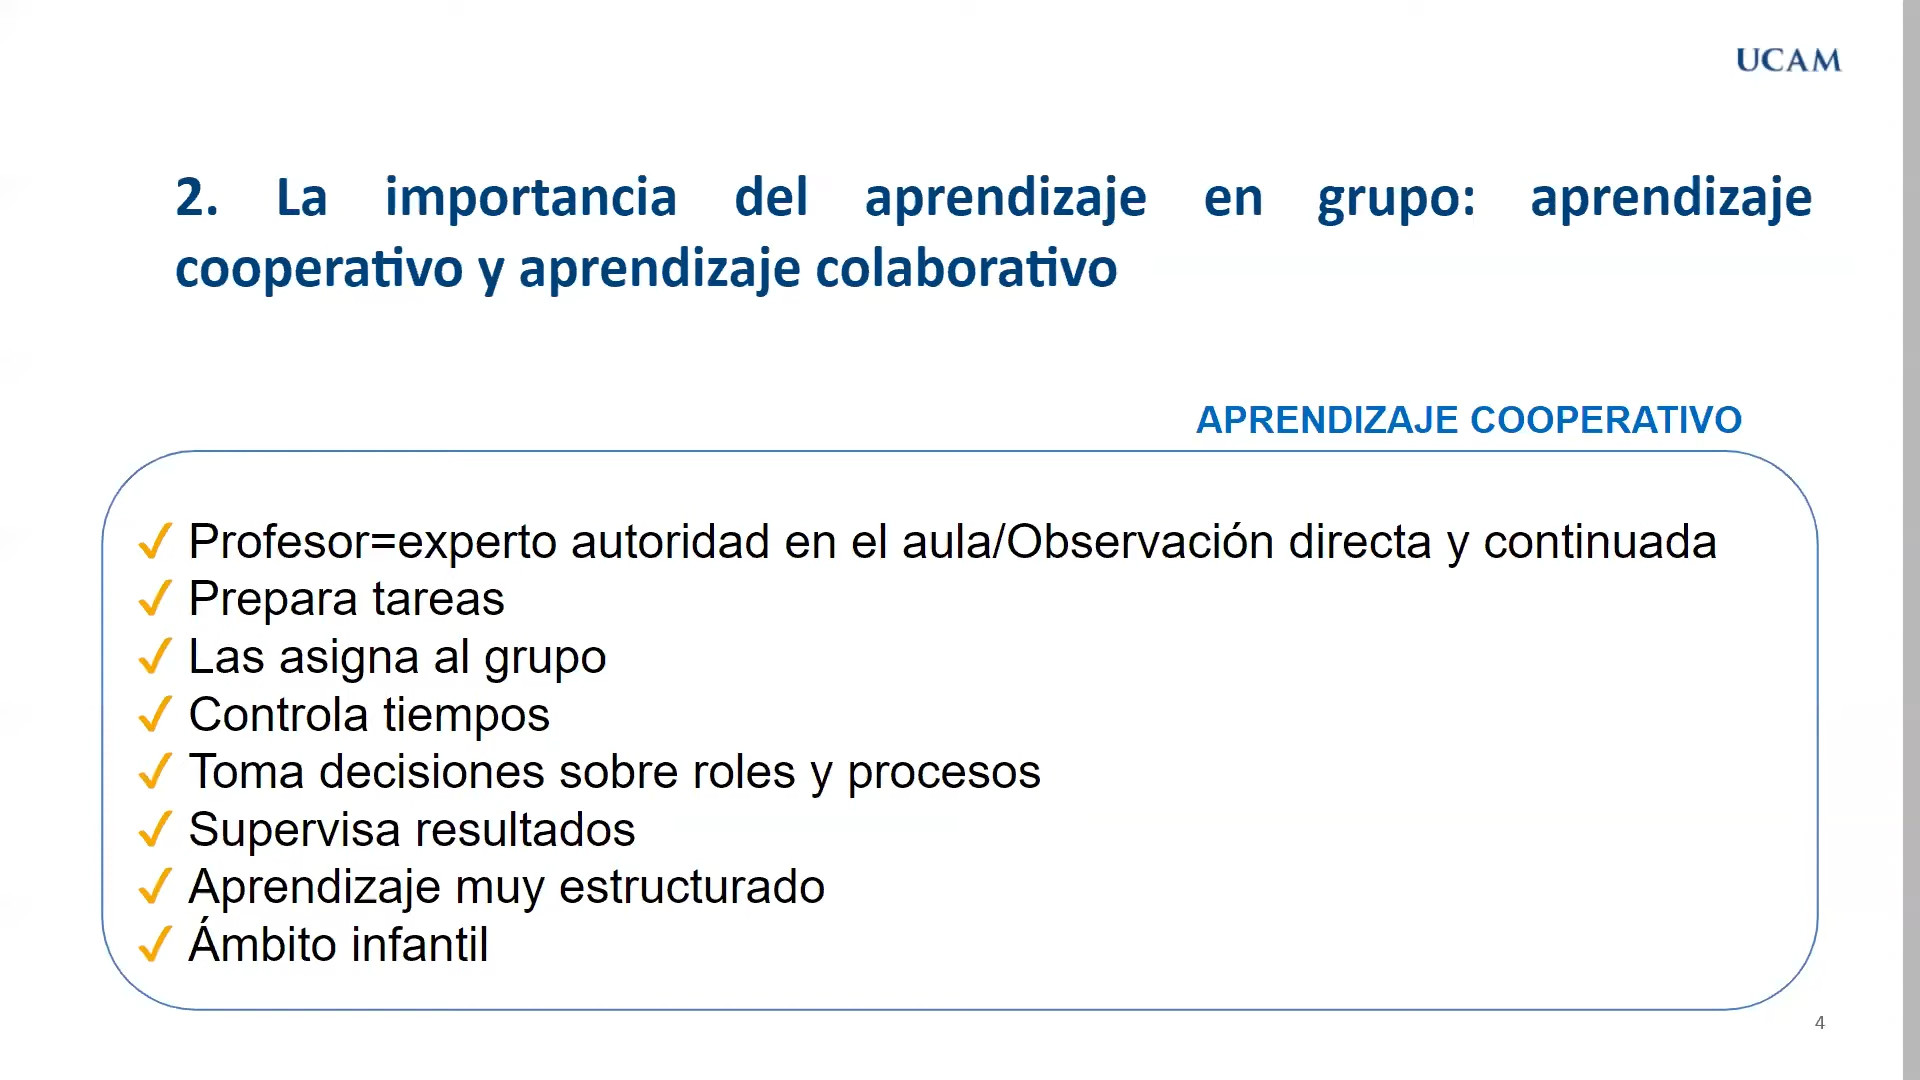 UCAM
2. La importancia del aprendizaje en grupo: aprendizaje
cooperativo y aprendizaje colaborativo
APRENDIZAJE COOPERATIVO
✓ Profesor=experto autoridad en el aula/Observación directa y continuada
✓ Prepara tareas
✓ Las asigna al grupo
✓ Controla tiempos
✓ Toma decisiones sobre roles y procesos
✓ Supervisa resultados
✓ Aprendizaje muy estructurado
✓ Ámbito infantil
4